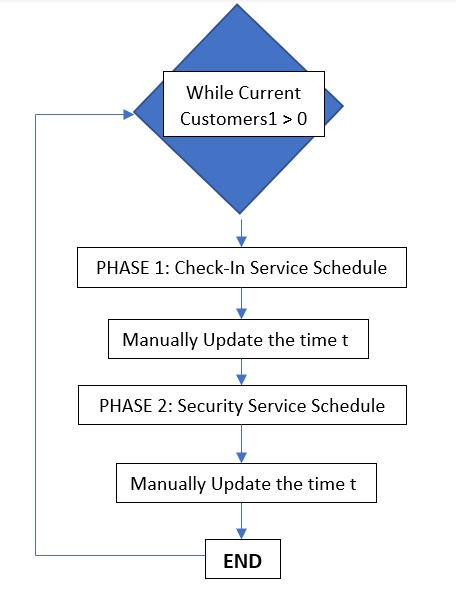 While Current
Customers1 > 0
PHASE 1: Check-In Service Schedule
Manually Update the time t
PHASE 2: Security Service Schedule
Manually Update the time t
END